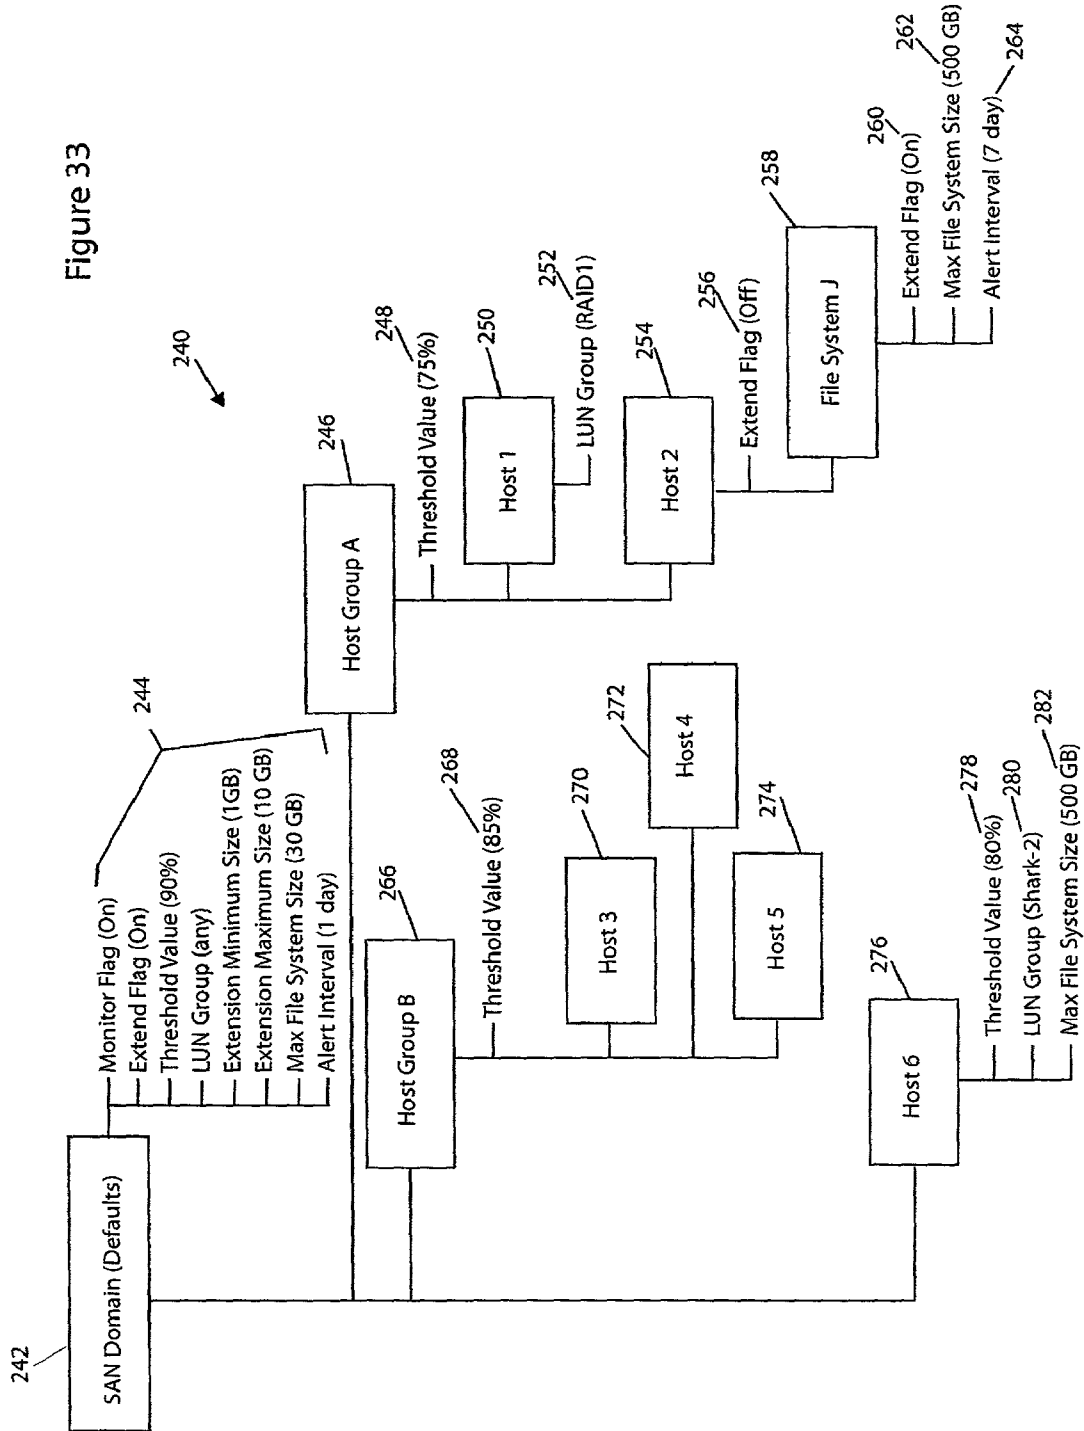 Figure 33
240
242
SAN Domain (Defaults)
244
Monitor Flag (On)
Extend Flag (On)
Threshold Value (90%)
LUN Group (any)
Extension Minimum Size (1GB)
Extension Maximum Size (10 GB)
Max File System Size (30 GB)
Alert Interval (1 day)
246
Host Group A
248
Threshold Value (75%)
250
Host 1
252
LUN Group (RAID1)
254
Host 2
256
Extend Flag (Off)
258
File System J
260
Extend Flag (On)
262
Max File System Size (500 GB)
264
Alert Interval (7 day)
266
Host Group B
268
Threshold Value (85%)
270
Host 3
272
Host 4
274
Host 5
276
Host 6
278
Threshold Value (80%)
280
LUN Group (Shark-2)
282
Max File System Size (500 GB)